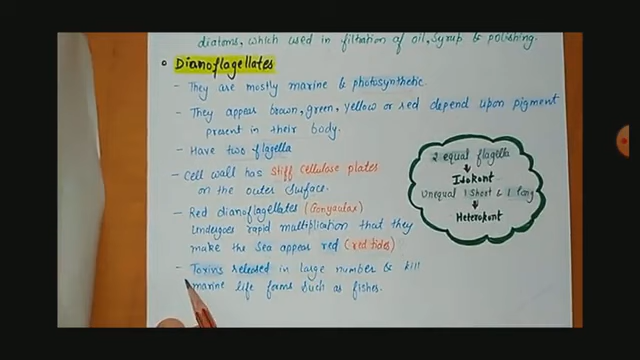 diatoms, which used in filtration of oil, Syrup & polishing.
Dianoflagellates
- They are mostly marine & photosynthetic.
- They appears brown, green, yellow or red depend upon pigment
present in their body.
- Have two flagella
- Cell wall has stiff cellulose plates
on the outer surface.
- Red dianoflagellates (Gonyaulax)
Undergoes rapid multiplication that they
make the sea appears red (red tides)
- Toxins released in large number & kill
marine life forms such as fishes.
2 equal flagella
Isokont
Unequal 1 Short & 1 long
Heterokont